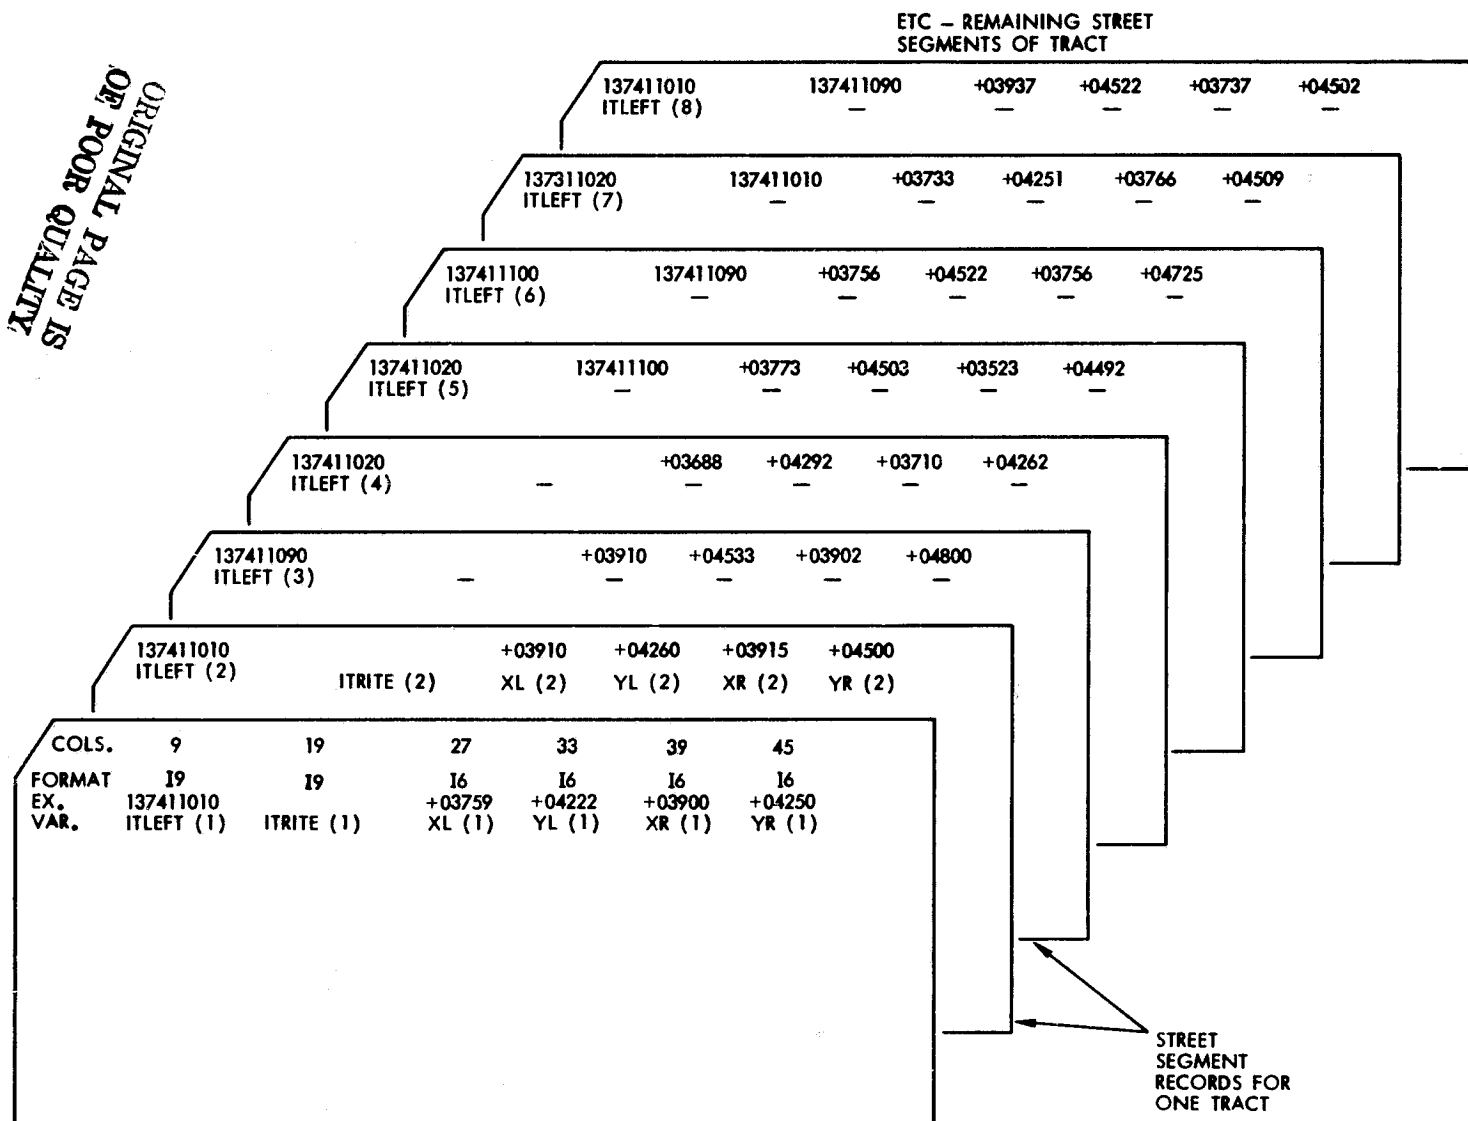 ETC – REMAINING STREET
SEGMENTS OF TRACT
ORIGINAL PAGE IS
OF POOR QUALITY
137411010 137411090 +03937 +04522 +03737 +04502
ITLEFT (8) — — — — —
137311020 137411010 +03733 +04251 +03766 +04509
ITLEFT (7) — — — — —
137411100 137411090 +03756 +04522 +03756 +04725
ITLEFT (6) — — — — —
137411020 137411100 +03773 +04503 +03523 +04492
ITLEFT (5) — — — — —
137411020 +03688 +04292 +03710 +04262
ITLEFT (4) — — — — —
137411090 +03910 +04533 +03902 +04800
ITLEFT (3) — — — — —
137411010 +03910 +04260 +03915 +04500
ITLEFT (2) ITRITE (2) XL (2) YL (2) XR (2) YR (2)
COLS. 9 19 27 33 39 45
FORMAT I9 I9 I6 I6 I6 I6
EX. 137411010 +03759 +04222 +03900 +04250
VAR. ITLEFT (1) ITRITE (1) XL (1) YL (1) XR (1) YR (1)
STREET
SEGMENT
RECORDS FOR
ONE TRACT